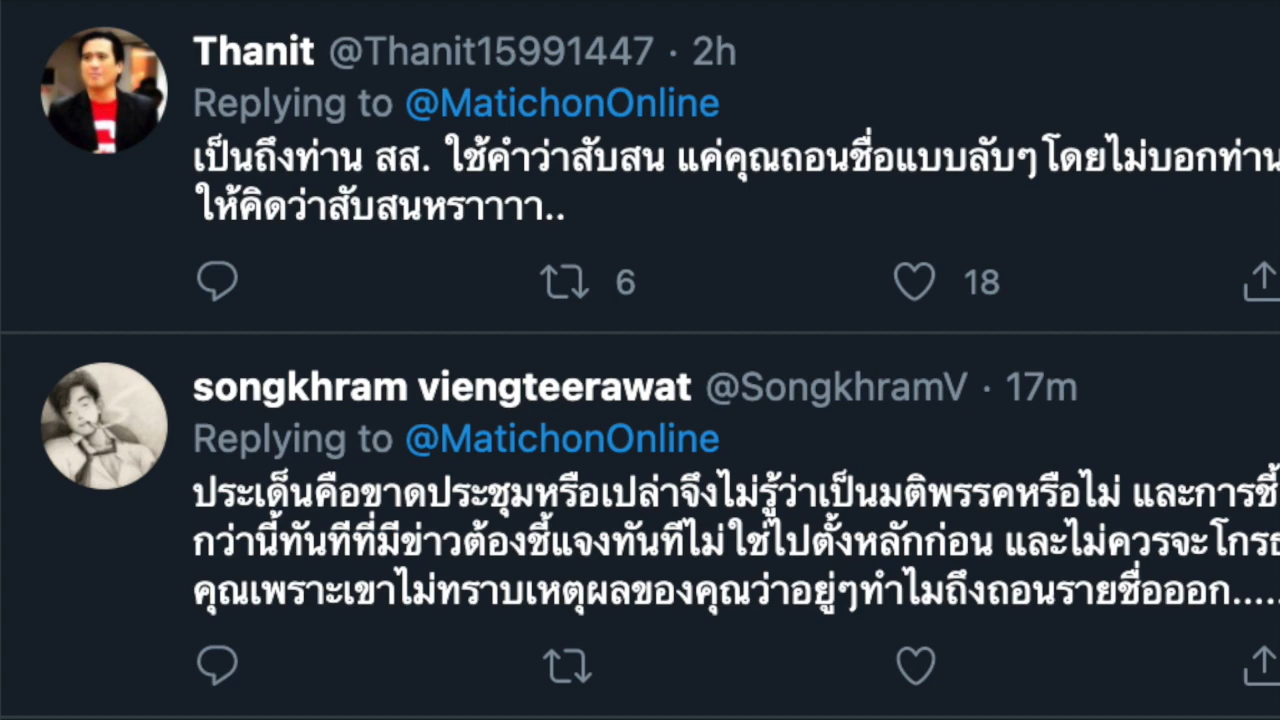 Thanit @Thanit15991447 · 2h
Replying to @MatichonOnline
เป็นถึงท่าน สส. ใช้คำว่าสับสน แค่คุณถอนชื่อแบบลับๆ โดยไม่บอกท่าน
ให้คิดว่าสับสนหราาาา..
6 18
songkhram viengteerawat @SongkhramV · 17m
Replying to @MatichonOnline
ประเด็นคือขาดประชุมหรือเปล่าจึงไม่รู้ว่าเป็นมติพรรคหรือไม่ และการชี้
กว่านี้ทันทีที่มีข่าวต้องชี้แจงทันทีไม่ใช่ไปตั้งหลักก่อน และไม่ควรจะโกรธ
คุณเพราะเขาไม่ทราบเหตุผลของคุณว่าอยู่ๆทำไมถึงถอนรายชื่อออก.....